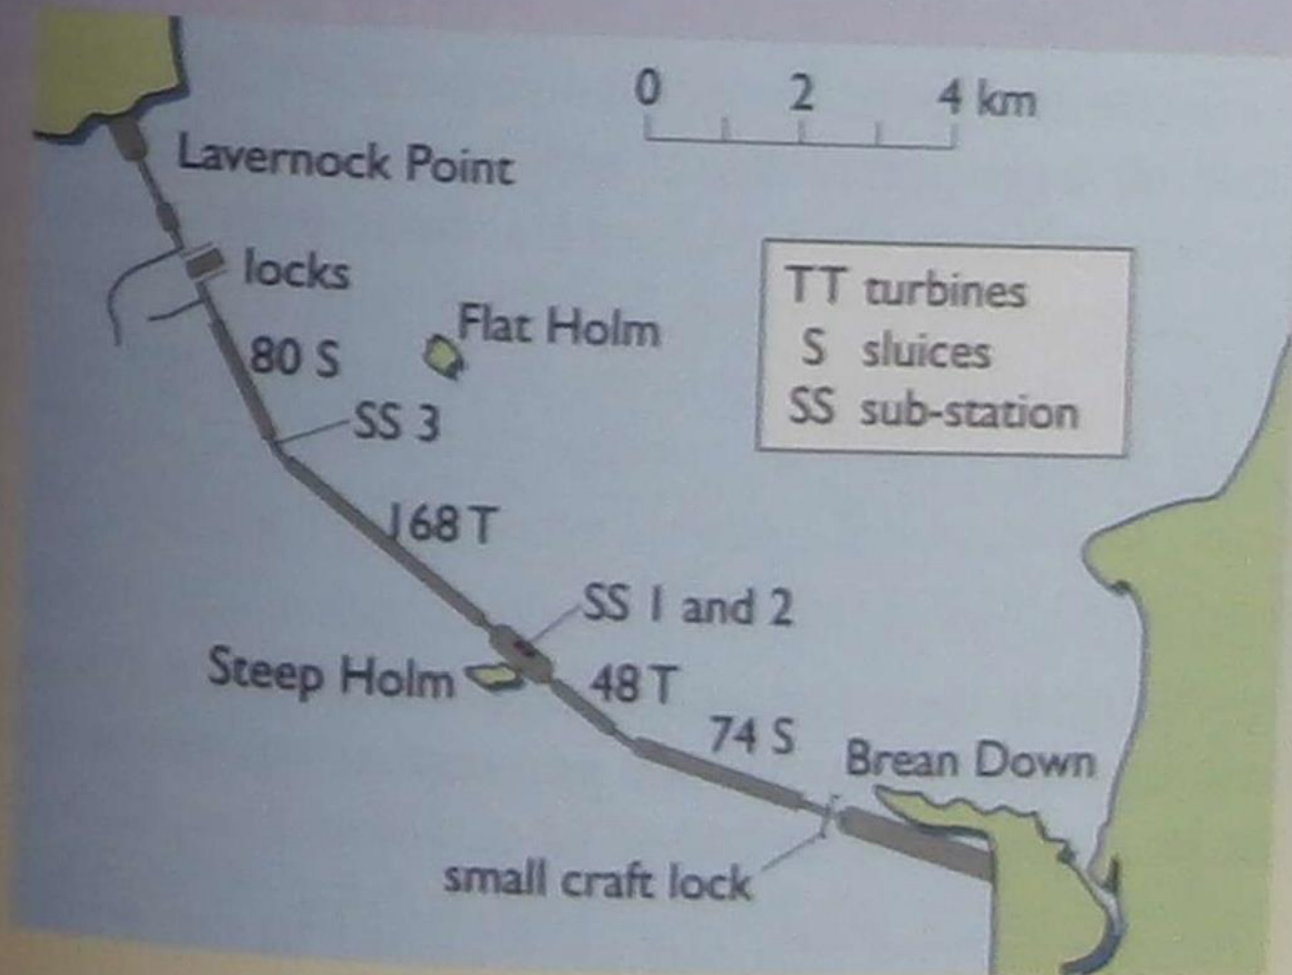 0 2 4 km
Lavernock Point
locks
TT turbines
S sluices
SS sub-station
Flat Holm
80 S
SS 3
168 T
SS 1 and 2
Steep Holm
48 T
74 S
Brean Down
small craft lock